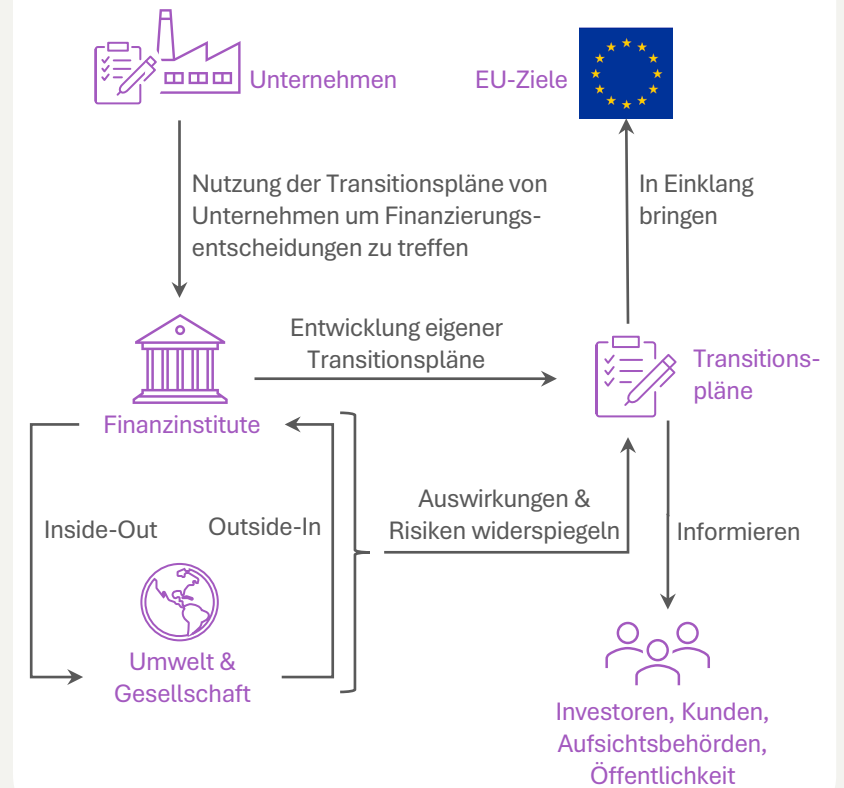 Unternehmen
EU-Ziele
Nutzung der Transitionspläne von
Unternehmen um Finanzierungs-
entscheidungen zu treffen
In Einklang
bringen
Entwicklung eigener
Transitionspläne
Transitions-
pläne
Finanzinstitute
Inside-Out
Outside-In
Auswirkungen &
Risiken widerspiegeln
Informieren
Umwelt &
Gesellschaft
Investoren, Kunden,
Aufsichtsbehörden,
Öffentlichkeit